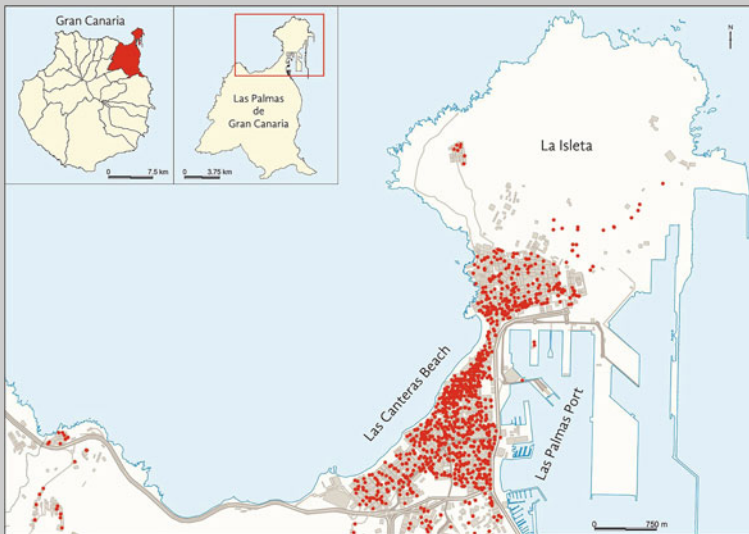 Gran Canaria
0 7.5 km
Las Palmas
de
Gran Canaria
0 3.75 km
N
La Isleta
Las Canteras Beach
Las Palmas Port
0 750 m